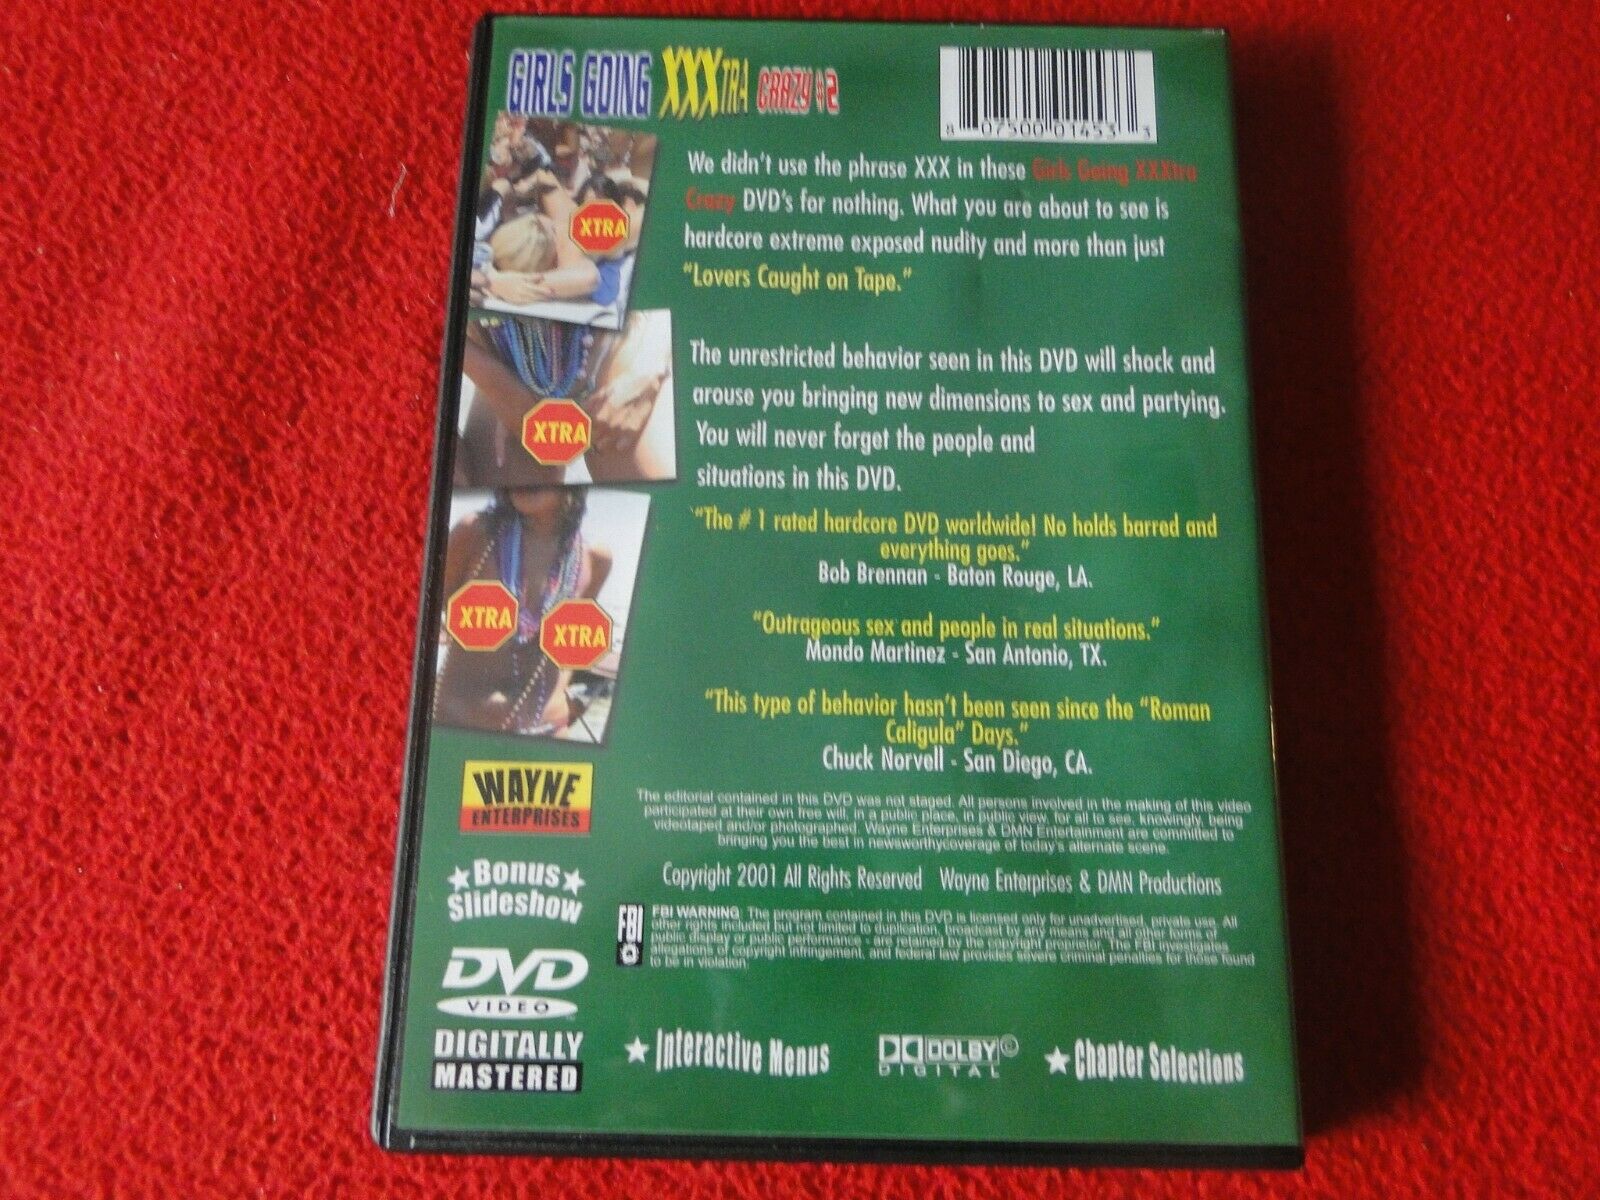 GIRLS GOING XXXTRA CRAZY #2
8 07500 01453 3
We didn't use the phrase XXX in these Girls Going XXXtra
Crazy DVD's for nothing. What you are about to see is
hardcore extreme exposed nudity and more than just
"Lovers Caught on Tape."
The unrestricted behavior seen in this DVD will shock and
arouse you bringing new dimensions to sex and partying.
You will never forget the people and
situations in this DVD.
"The # 1 rated hardcore DVD worldwide! No holds barred and
everything goes."
Bob Brennan - Baton Rouge, LA.
"Outrageous sex and people in real situations."
Mondo Martinez - San Antonio, TX.
"This type of behavior hasn't been seen since the "Roman
Caligula" Days."
Chuck Norvell - San Diego, CA.
The editorial contained in this DVD was not staged. All persons involved in the making of this video
participated at their own free will, in a public place, in public view, for all to see, knowingly, being
videotaped and/or photographed. Wayne Enterprises & DMN Entertainment are committed to
bringing you the best in newsworthycoverage of today's alternate scene.
Copyright 2001 All Rights Reserved Wayne Enterprises & DMN Productions
FBI
FBI WARNING: The program contained in this DVD is licensed only for unadvertised, private use. All
other rights included but not limited to duplication, broadcast by any means and all other forms of
public display or public performance - are retained by the copyright proprietor. The FBI investigates
allegations of copyright infringement, and federal law provides severe criminal penalties for those found
to be in violation.
XTRA
XTRA
XTRA
XTRA
WAYNE
ENTERPRISES
Bonus
Slideshow
DVD
VIDEO
DIGITALLY
MASTERED
Interactive Menus
DOLBY
DIGITAL
Chapter Selections